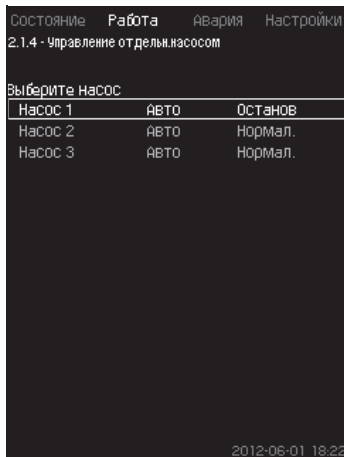 Состояние Работа Авария Настройки
2.1.4 - Управление отдельн.насосом
Выберите насос
Насос 1 Авто Останов
Насос 2 Авто Нормал.
Насос 3 Авто Нормал.
2012-06-01 18:22